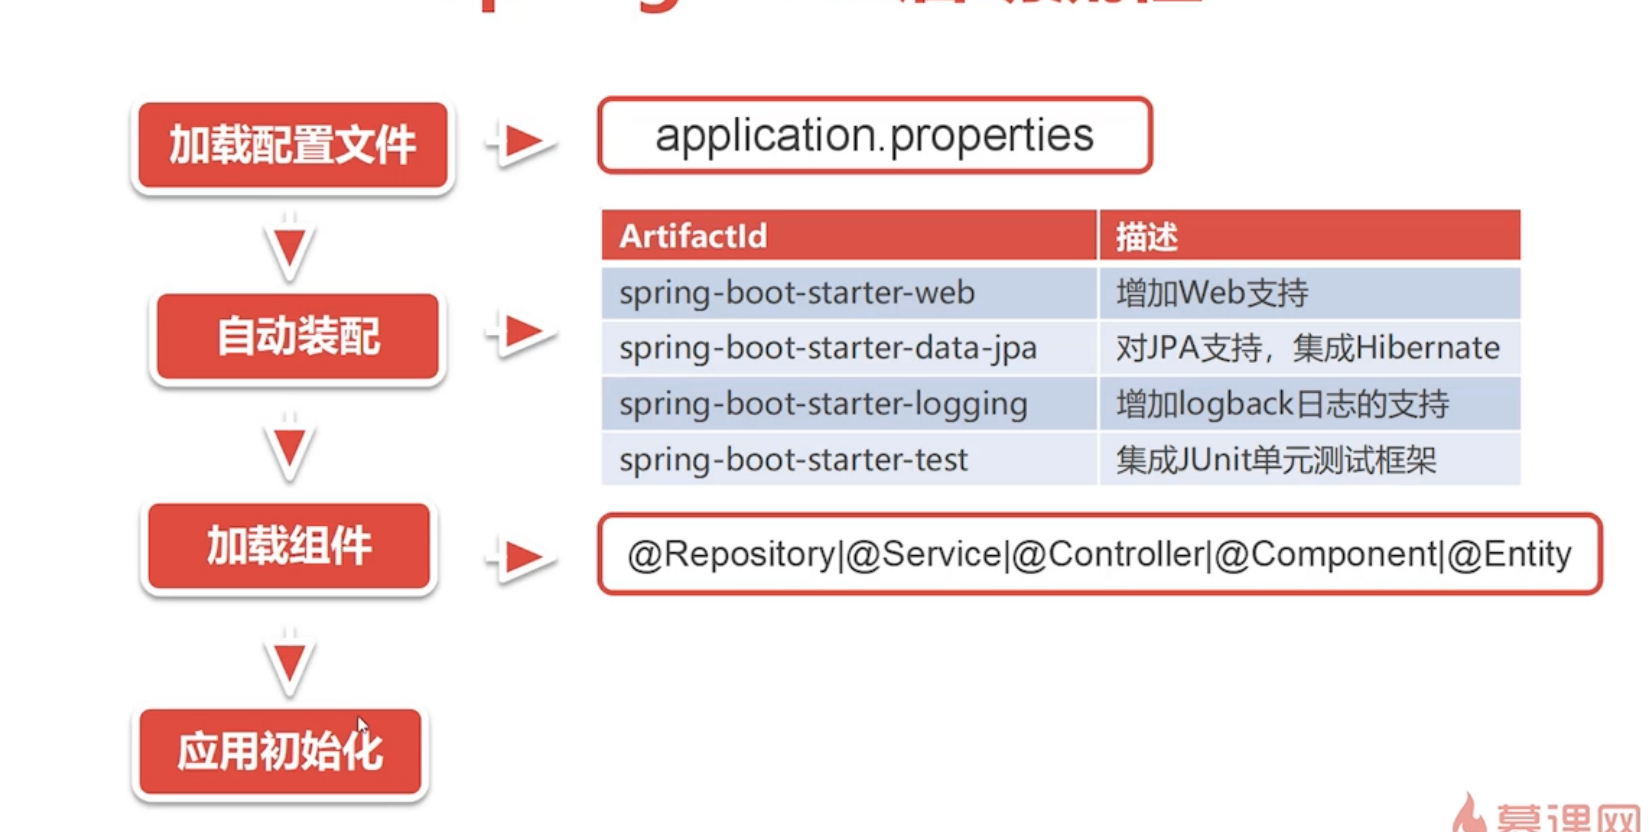 加载配置文件
application.properties
ArtifactId 描述
spring-boot-starter-web 增加Web支持
自动装配
spring-boot-starter-data-jpa 对JPA支持，集成Hibernate
spring-boot-starter-logging 增加logback日志的支持
spring-boot-starter-test 集成JUnit单元测试框架
加载组件
@Repository|@Service|@Controller|@Component|@Entity
应用初始化
慕课网